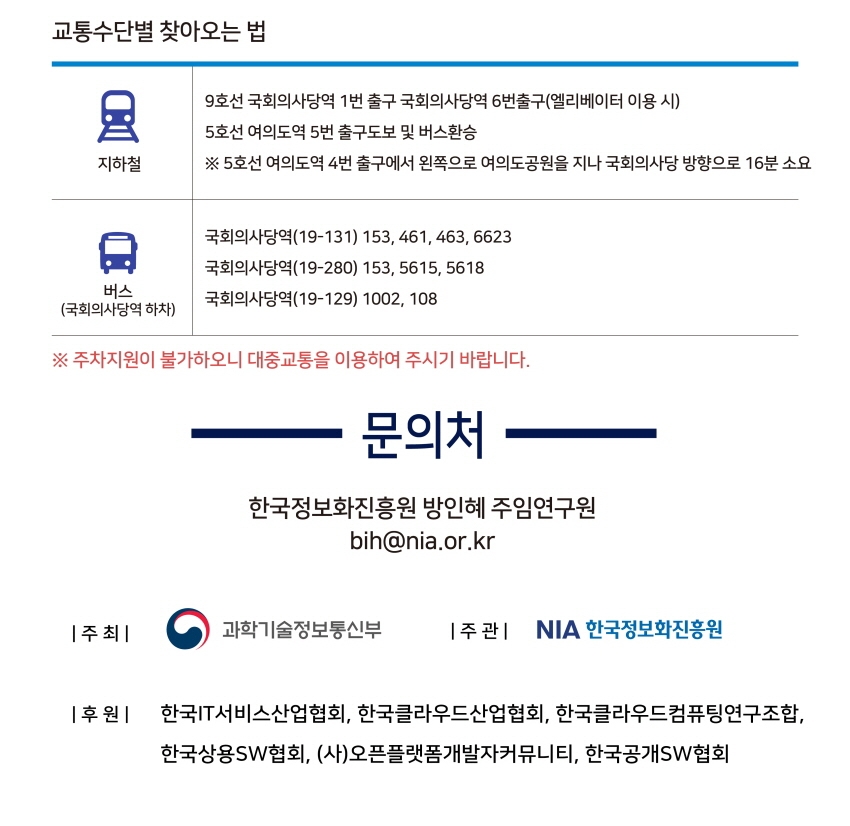 교통수단별 찾아오는 법
지하철
9호선 국회의사당역 1번 출구 국회의사당역 6번출구(엘리베이터 이용 시)
5호선 여의도역 5번 출구도보 및 버스환승
※ 5호선 여의도역 4번 출구에서 왼쪽으로 여의도공원을 지나 국회의사당 방향으로 16분 소요
버스
(국회의사당역 하차)
국회의사당역(19-131) 153, 461, 463, 6623
국회의사당역(19-280) 153, 5615, 5618
국회의사당역(19-129) 1002, 108
※ 주차지원이 불가하오니 대중교통을 이용하여 주시기 바랍니다.
문의처
한국정보화진흥원 방인혜 주임연구원
bih@nia.or.kr
| 주 최 | 과학기술정보통신부 | 주 관 | NIA 한국정보화진흥원
| 후 원 | 한국IT서비스산업협회, 한국클라우드산업협회, 한국클라우드컴퓨팅연구조합,
한국상용SW협회, (사)오픈플랫폼개발자커뮤니티, 한국공개SW협회